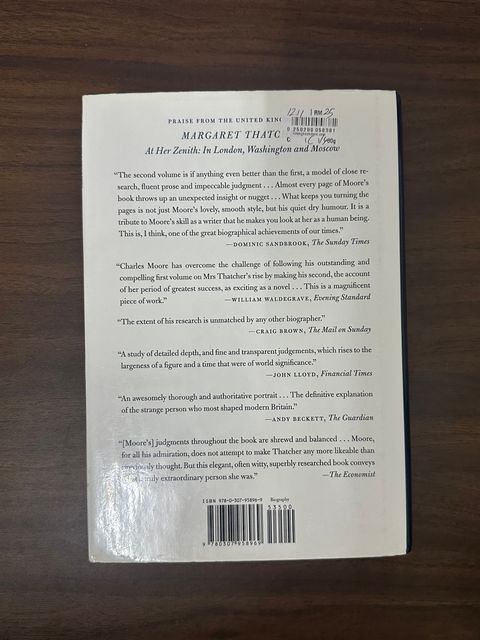 PRAISE FROM THE UNITED KING
12/1 RM 25
MARGARET THATC
0 250200 050301
At Her Zenith: In London, Washington and Moscow
"The second volume is if anything even better than the first, a model of close re-
search, fluent prose and impeccable judgment . . . Almost every page of Moore's
book throws up an unexpected insight or nugget . . . What keeps you turning the
pages is not just Moore's lovely, smooth style, but his quiet dry humour. It is a
tribute to Moore's skill as a writer that he makes you look at her as a human being.
This is, I think, one of the great biographical achievements of our times."
—DOMINIC SANDBROOK, The Sunday Times
"Charles Moore has overcome the challenge of following his outstanding and
compelling first volume on Mrs Thatcher's rise by making his second, the account
of her period of greatest success, as exciting as a novel . . . This is a magnificent
piece of work." —WILLIAM WALDEGRAVE, Evening Standard
"The extent of his research is unmatched by any other biographer."
—CRAIG BROWN, The Mail on Sunday
"A study of detailed depth, and fine and transparent judgements, which rises to the
largeness of a figure and a time that were of world significance."
—JOHN LLOYD, Financial Times
"An awesomely thorough and authoritative portrait . . . The definitive explanation
of the strange person who most shaped modern Britain."
—ANDY BECKETT, The Guardian
"[Moore's] judgments throughout the book are shrewd and balanced . . . Moore,
for all his admiration, does not attempt to make Thatcher any more likeable than
previously thought. But this elegant, often witty, superbly researched book conveys
truly extraordinary person she was." —The Economist
ISBN 978-0-307-95896-9 Biography
53500
9 780307 958969